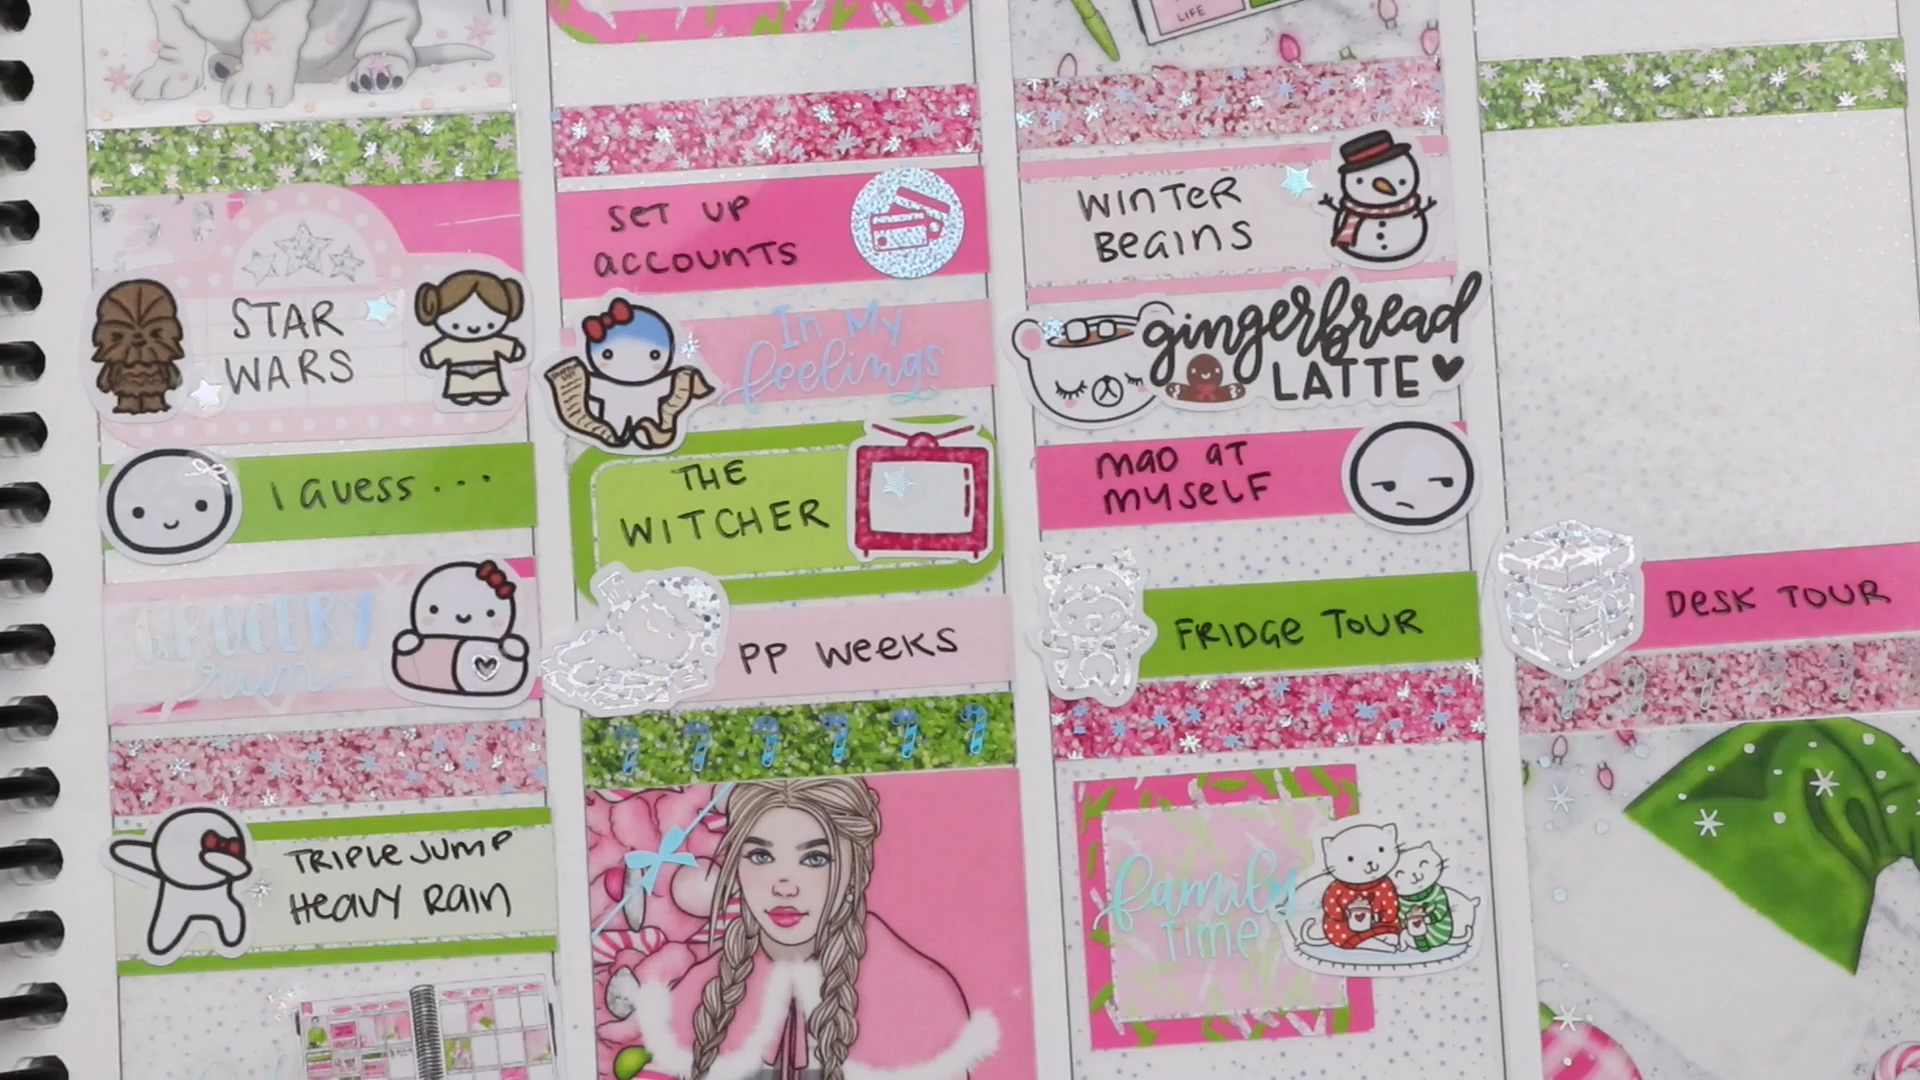 LIFE
STAR
WARS
I GUESS...
GROCERY
run
TRIPLE JUMP
HEAVY RAIN
SET UP
ACCOUNTS
In My
feelings
THE
WITCHER
PP WEEKS
WINTER
BEGINS
gingerbread
LATTE
MAD AT
MYSELF
FRIDGE TOUR
family
TIME
DESK TOUR